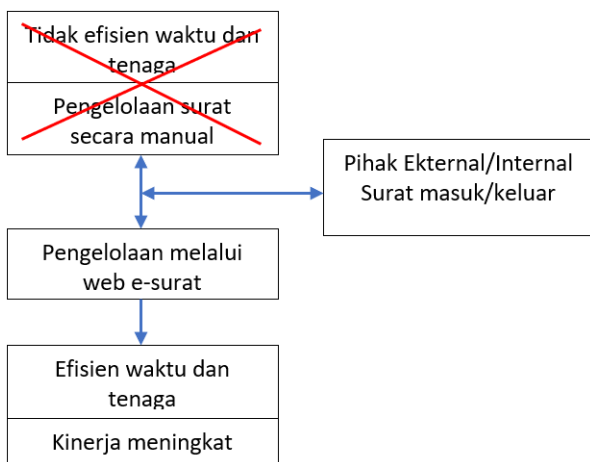 Tidak efisien waktu dan
tenaga
Pengelolaan surat
secara manual
Pihak Ekternal/Internal
Surat masuk/keluar
Pengelolaan melalui
web e-surat
Efisien waktu dan
tenaga
Kinerja meningkat